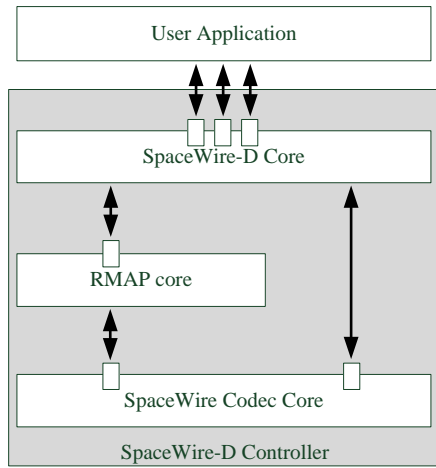 User Application
SpaceWire-D Core
RMAP core
SpaceWire Codec Core
SpaceWire-D Controller